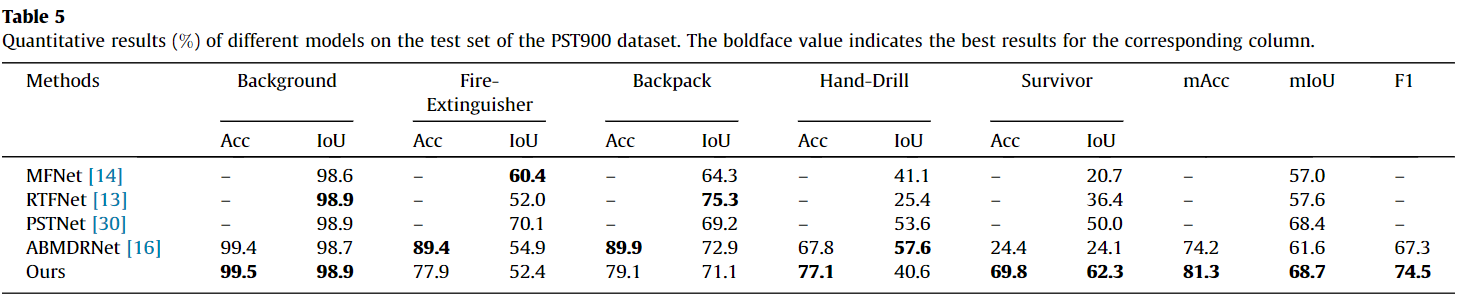 Table 5
Quantitative results (%) of different models on the test set of the PST900 dataset. The boldface value indicates the best results for the corresponding column.
Methods Background Fire-Extinguisher Backpack Hand-Drill Survivor mAcc mIoU F1
Acc IoU Acc IoU Acc IoU Acc IoU Acc IoU
MFNet [14] – 98.6 – 60.4 – 64.3 – 41.1 – 20.7 – 57.0 –
RTFNet [13] – 98.9 – 52.0 – 75.3 – 25.4 – 36.4 – 57.6 –
PSTNet [30] – 98.9 – 70.1 – 69.2 – 53.6 – 50.0 – 68.4 –
ABMDRNet [16] 99.4 98.7 89.4 54.9 89.9 72.9 67.8 57.6 24.4 24.1 74.2 61.6 67.3
Ours 99.5 98.9 77.9 52.4 79.1 71.1 77.1 40.6 69.8 62.3 81.3 68.7 74.5